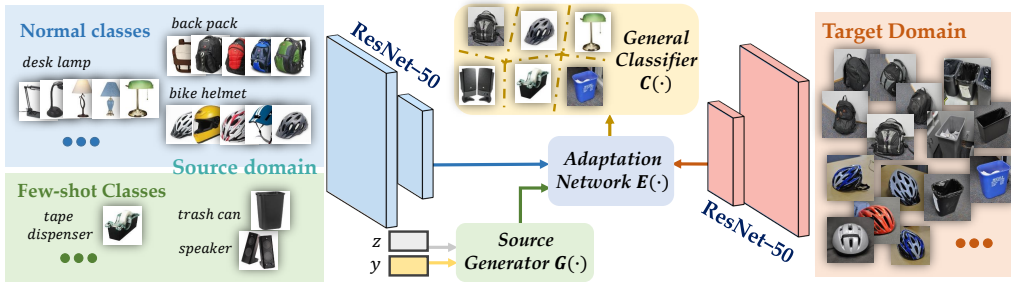 Normal classes
back pack
desk lamp
bike helmet
Source domain
Few-shot Classes
tape
dispenser
trash can
speaker
ResNet–50
z
y
Source
Generator G(·)
Adaptation
Network E(·)
General
Classifier
C(·)
ResNet–50
Target Domain